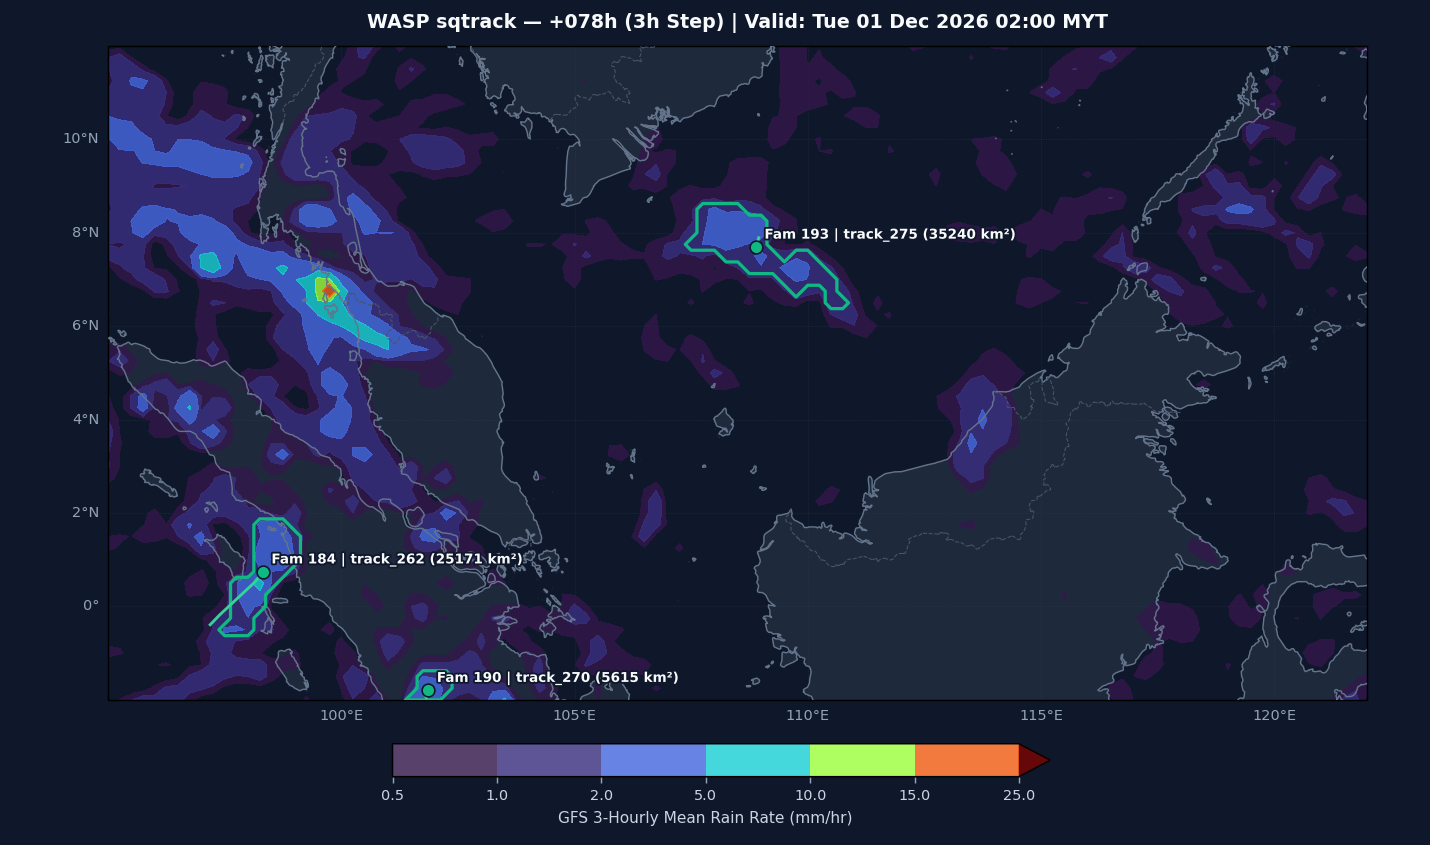 WASP sqtrack — +078h (3h Step) | Valid: Tue 01 Dec 2026 02:00 MYT
10°N
8°N
6°N
4°N
2°N
0°
Fam 193 | track_275 (35240 km²)
Fam 184 | track_262 (25171 km²)
Fam 190 | track_270 (5615 km²)
100°E 105°E 110°E 115°E 120°E
0.5 1.0 2.0 5.0 10.0 15.0 25.0
GFS 3-Hourly Mean Rain Rate (mm/hr)